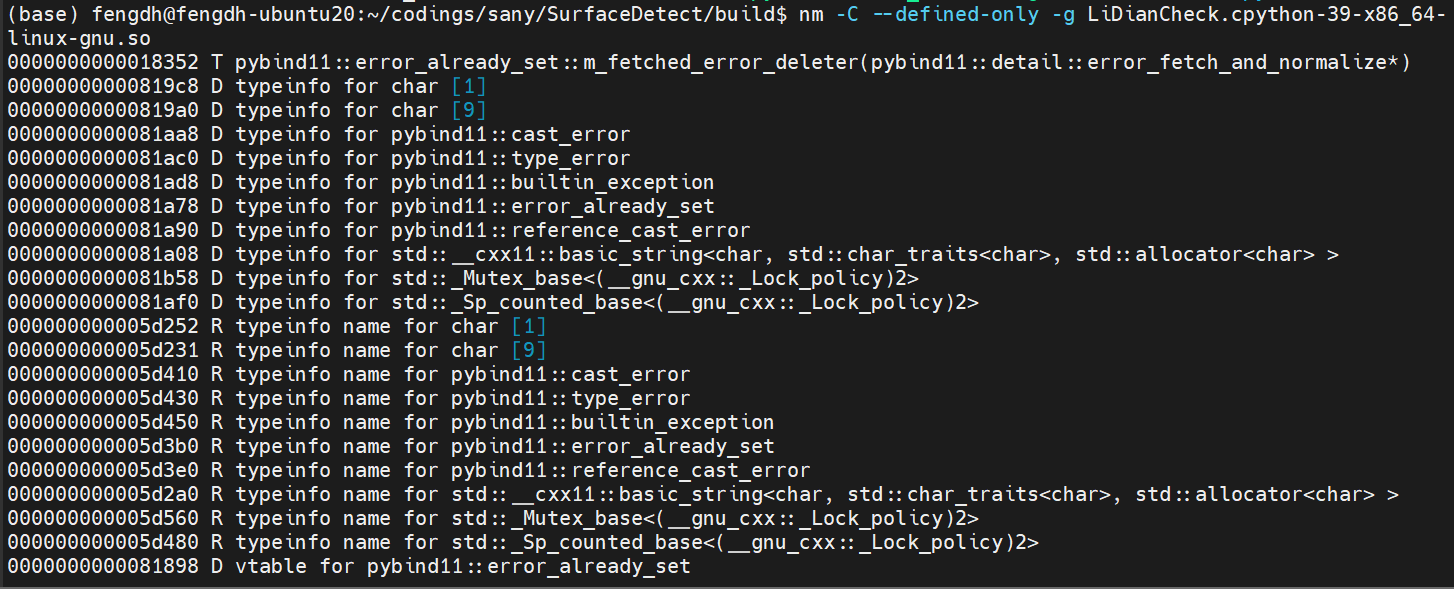 (base) fengdh@fengdh-ubuntu20:~/codings/sany/SurfaceDetect/build$ nm -C --defined-only -g LiDianCheck.cpython-39-x86_64-
linux-gnu.so
0000000000018352 T pybind11::error_already_set::m_fetched_error_deleter(pybind11::detail::error_fetch_and_normalize*)
00000000000819c8 D typeinfo for char [1]
00000000000819a0 D typeinfo for char [9]
0000000000081aa8 D typeinfo for pybind11::cast_error
0000000000081ac0 D typeinfo for pybind11::type_error
0000000000081ad8 D typeinfo for pybind11::builtin_exception
0000000000081a78 D typeinfo for pybind11::error_already_set
0000000000081a90 D typeinfo for pybind11::reference_cast_error
0000000000081a08 D typeinfo for std::__cxx11::basic_string<char, std::char_traits<char>, std::allocator<char> >
0000000000081b58 D typeinfo for std::_Mutex_base<(__gnu_cxx::_Lock_policy)2>
0000000000081af0 D typeinfo for std::_Sp_counted_base<(__gnu_cxx::_Lock_policy)2>
000000000005d252 R typeinfo name for char [1]
000000000005d231 R typeinfo name for char [9]
000000000005d410 R typeinfo name for pybind11::cast_error
000000000005d430 R typeinfo name for pybind11::type_error
000000000005d450 R typeinfo name for pybind11::builtin_exception
000000000005d3b0 R typeinfo name for pybind11::error_already_set
000000000005d3e0 R typeinfo name for pybind11::reference_cast_error
000000000005d2a0 R typeinfo name for std::__cxx11::basic_string<char, std::char_traits<char>, std::allocator<char> >
000000000005d560 R typeinfo name for std::_Mutex_base<(__gnu_cxx::_Lock_policy)2>
000000000005d480 R typeinfo name for std::_Sp_counted_base<(__gnu_cxx::_Lock_policy)2>
0000000000081898 D vtable for pybind11::error_already_set